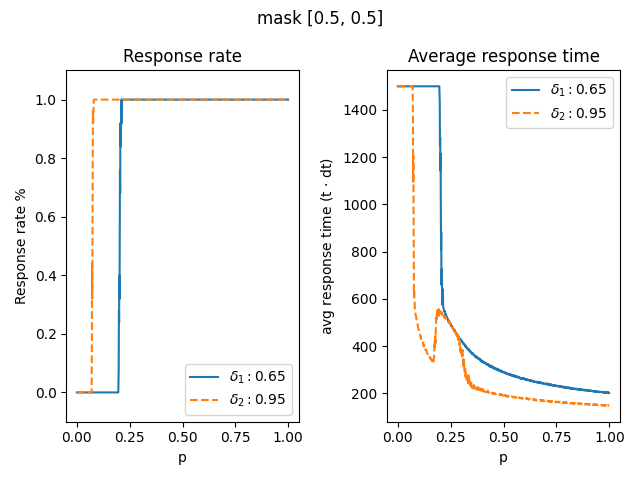 mask [0.5, 0.5]
Response rate
Response rate %
1.0
0.8
0.6
0.4
0.2
0.0
δ₁ : 0.65
δ₂ : 0.95
0.00 0.25 0.50 0.75 1.00
p
Average response time
avg response time (t · dt)
1400
1200
1000
800
600
400
200
δ₁ : 0.65
δ₂ : 0.95
0.00 0.25 0.50 0.75 1.00
p